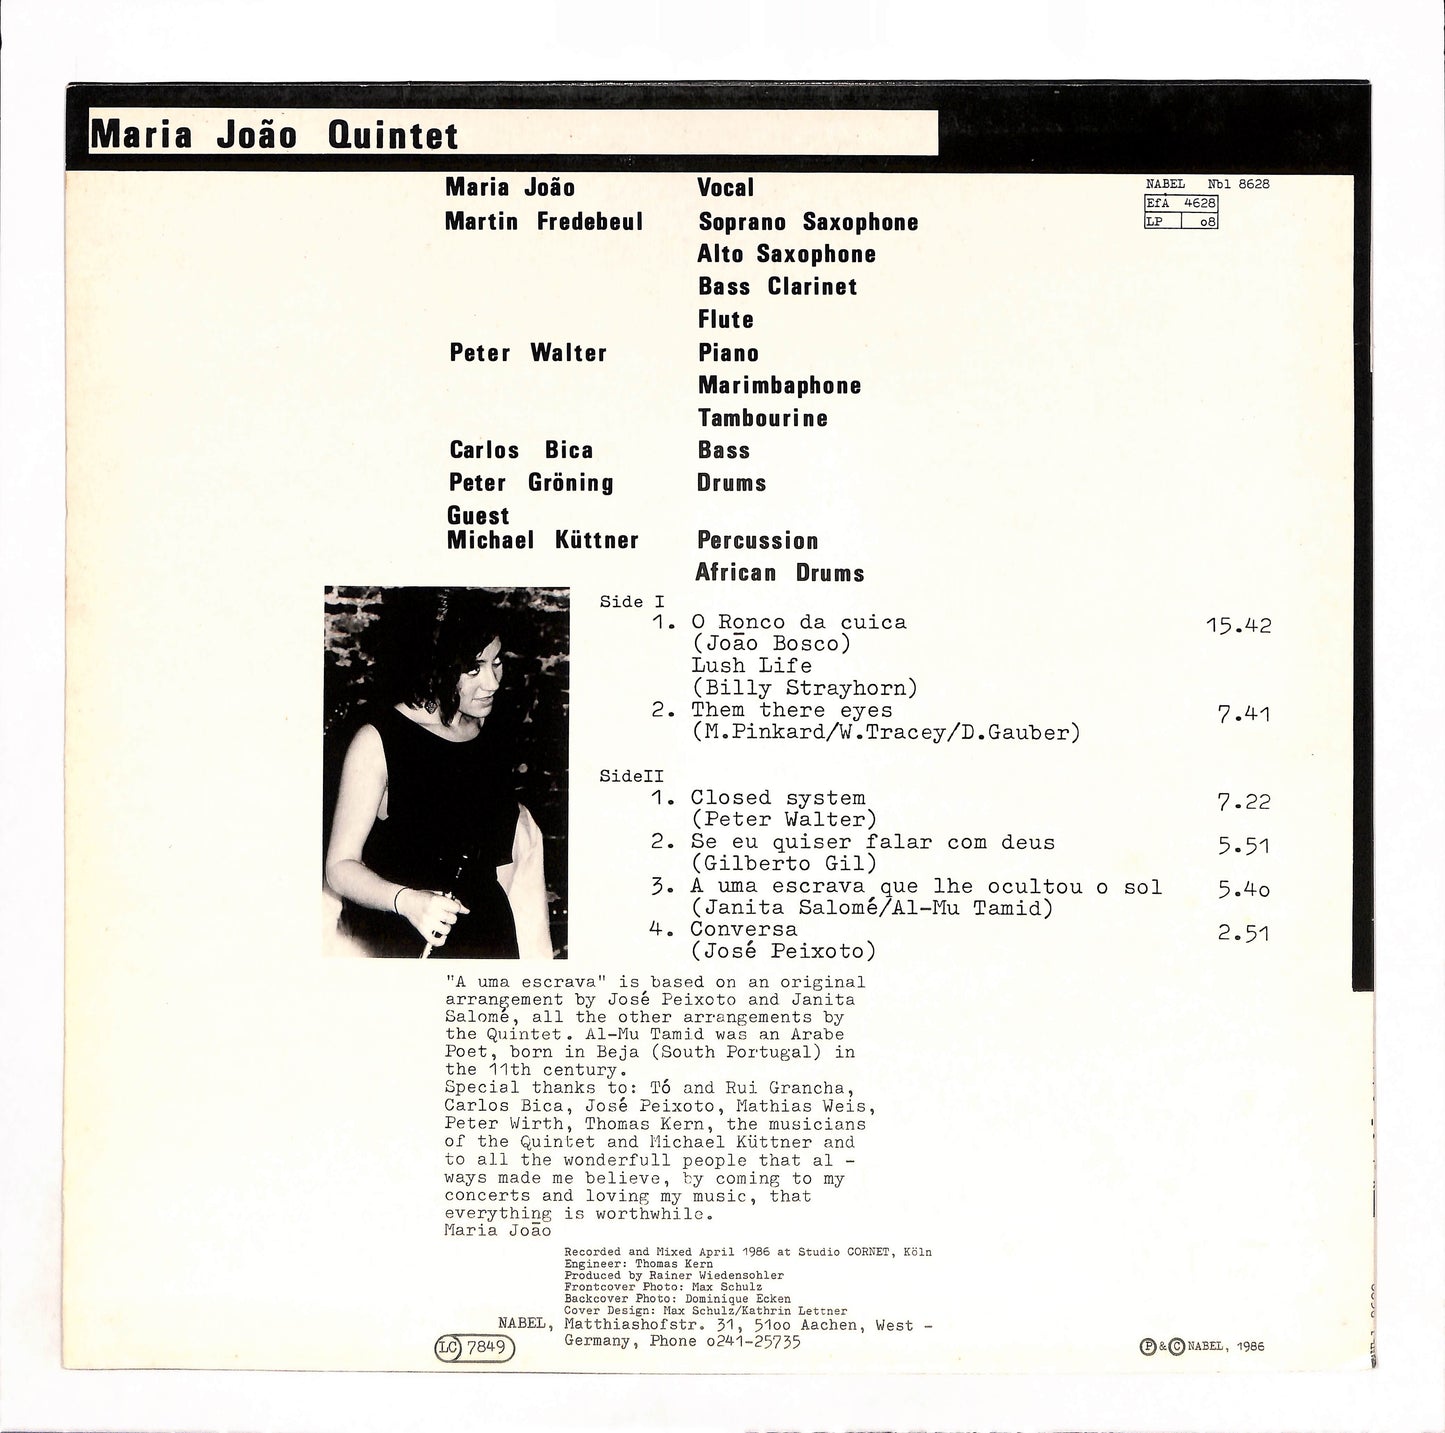 Maria João Quintet
Maria João Vocal
NABEL Nbl 8628
EfA 4628
LP o8
Martin Fredebeul Soprano Saxophone
Alto Saxophone
Bass Clarinet
Flute
Peter Walter Piano
Marimbaphone
Tambourine
Carlos Bica Bass
Peter Gröning Drums
Guest
Michael Küttner Percussion
African Drums
Side I
1. O Ronco da cuica 15.42
(João Bosco)
Lush Life
(Billy Strayhorn)
2. Them there eyes 7.41
(M.Pinkard/W.Tracey/D.Gauber)
SideII
1. Closed system 7.22
(Peter Walter)
2. Se eu quiser falar com deus 5.51
(Gilberto Gil)
3. A uma escrava que lhe ocultou o sol 5.4o
(Janita Salomé/Al-Mu Tamid)
4. Conversa 2.51
(José Peixoto)
"A uma escrava" is based on an original
arrangement by José Peixoto and Janita
Salomé, all the other arrangements by
the Quintet. Al-Mu Tamid was an Arabe
Poet, born in Beja (South Portugal) in
the 11th century.
Special thanks to: Tó and Rui Grancha,
Carlos Bica, José Peixoto, Mathias Weis,
Peter Wirth, Thomas Kern, the musicians
of the Quintet and Michael Küttner and
to all the wonderfull people that al -
ways made me believe, by coming to my
concerts and loving my music, that
everything is worthwhile.
Maria João
Recorded and Mixed April 1986 at Studio CORNET, Köln
Engineer: Thomas Kern
Produced by Rainer Wiedensohler
Frontcover Photo: Max Schulz
Backcover Photo: Dominique Ecken
Cover Design: Max Schulz/Kathrin Lettner
NABEL, Matthiashofstr. 31, 51oo Aachen, West -
Germany, Phone o241-25735
LC 7849
Ⓟ&Ⓒ NABEL, 1986